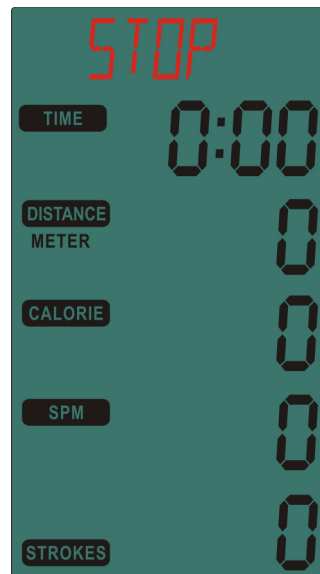 STOP
TIME 0:00
DISTANCE 0
METER
CALORIE 0
SPM 0
STROKES 0